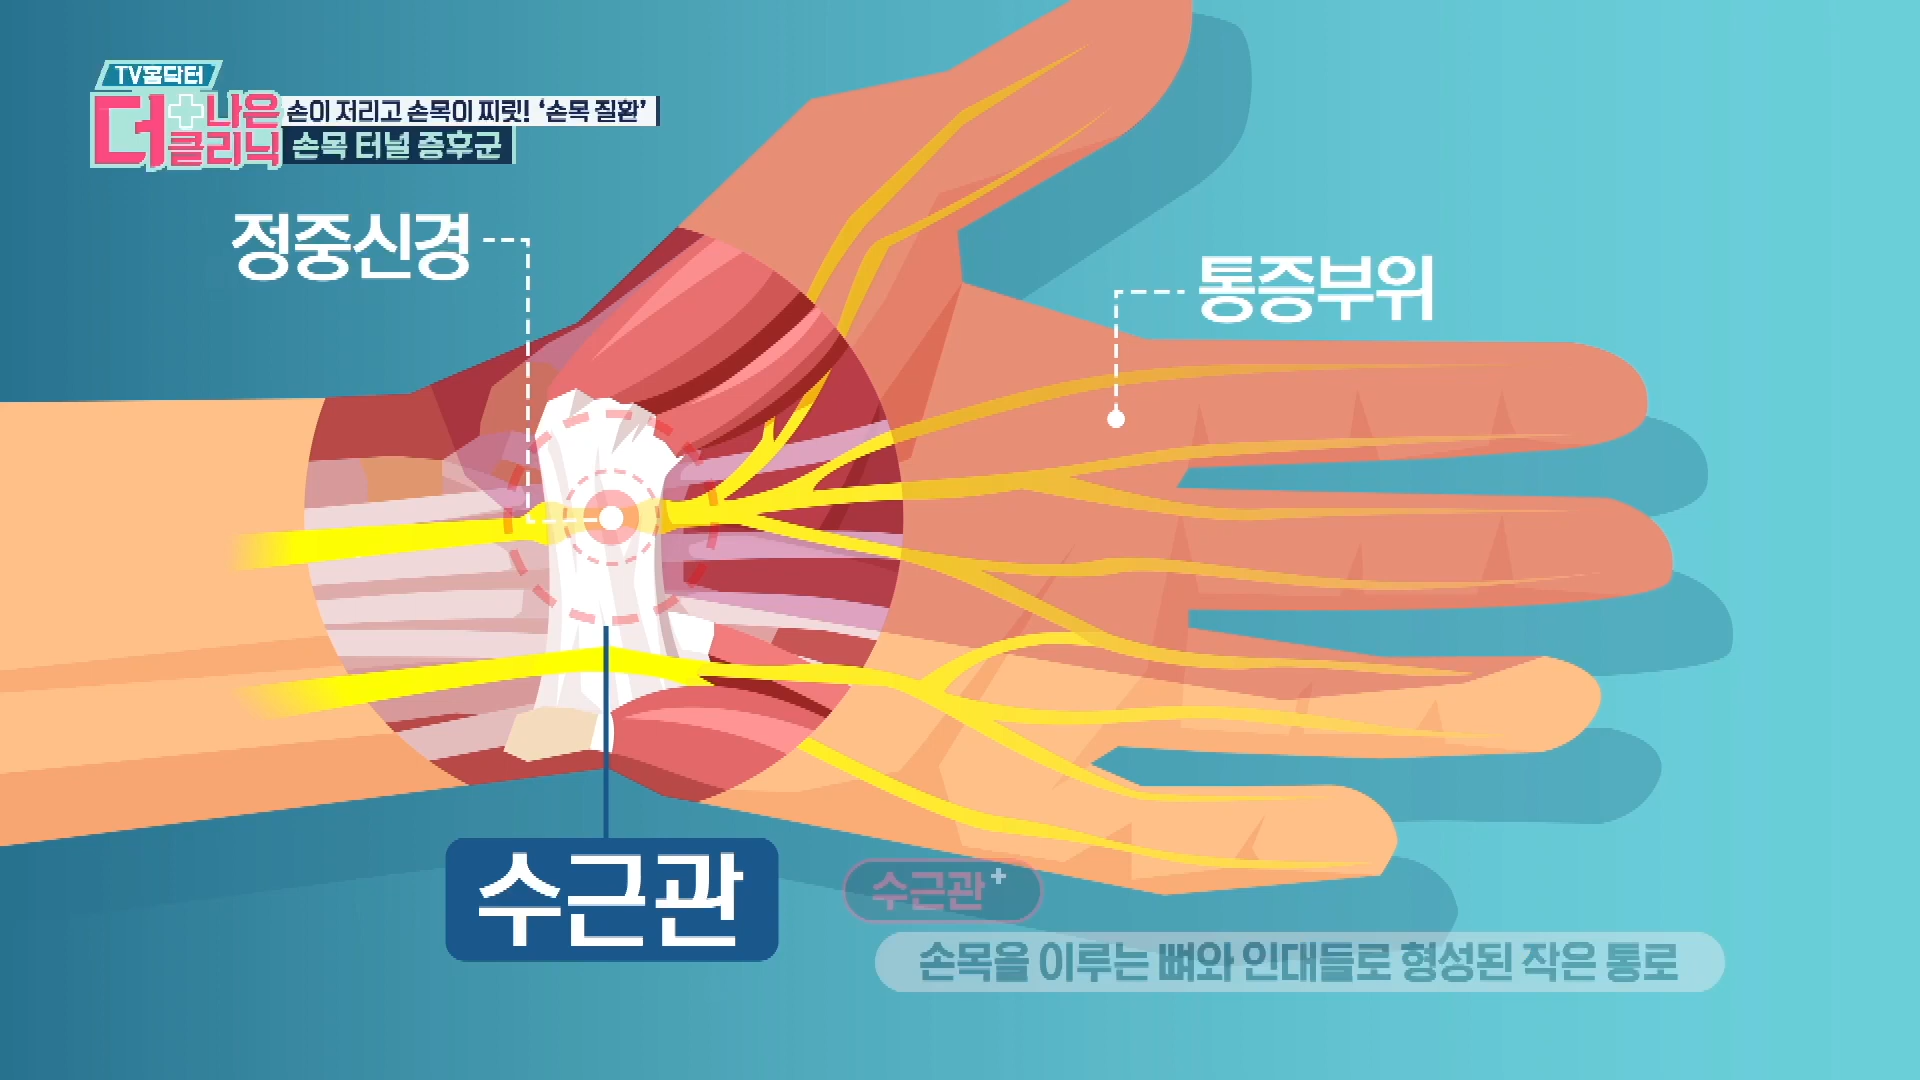 TV홈닥터
더+나은
클리닉
손이 저리고 손목이 찌릿! ‘손목 질환’
손목 터널 증후군
정중신경
통증부위
수근관
수근관+
손목을 이루는 뼈와 인대들로 형성된 작은 통로